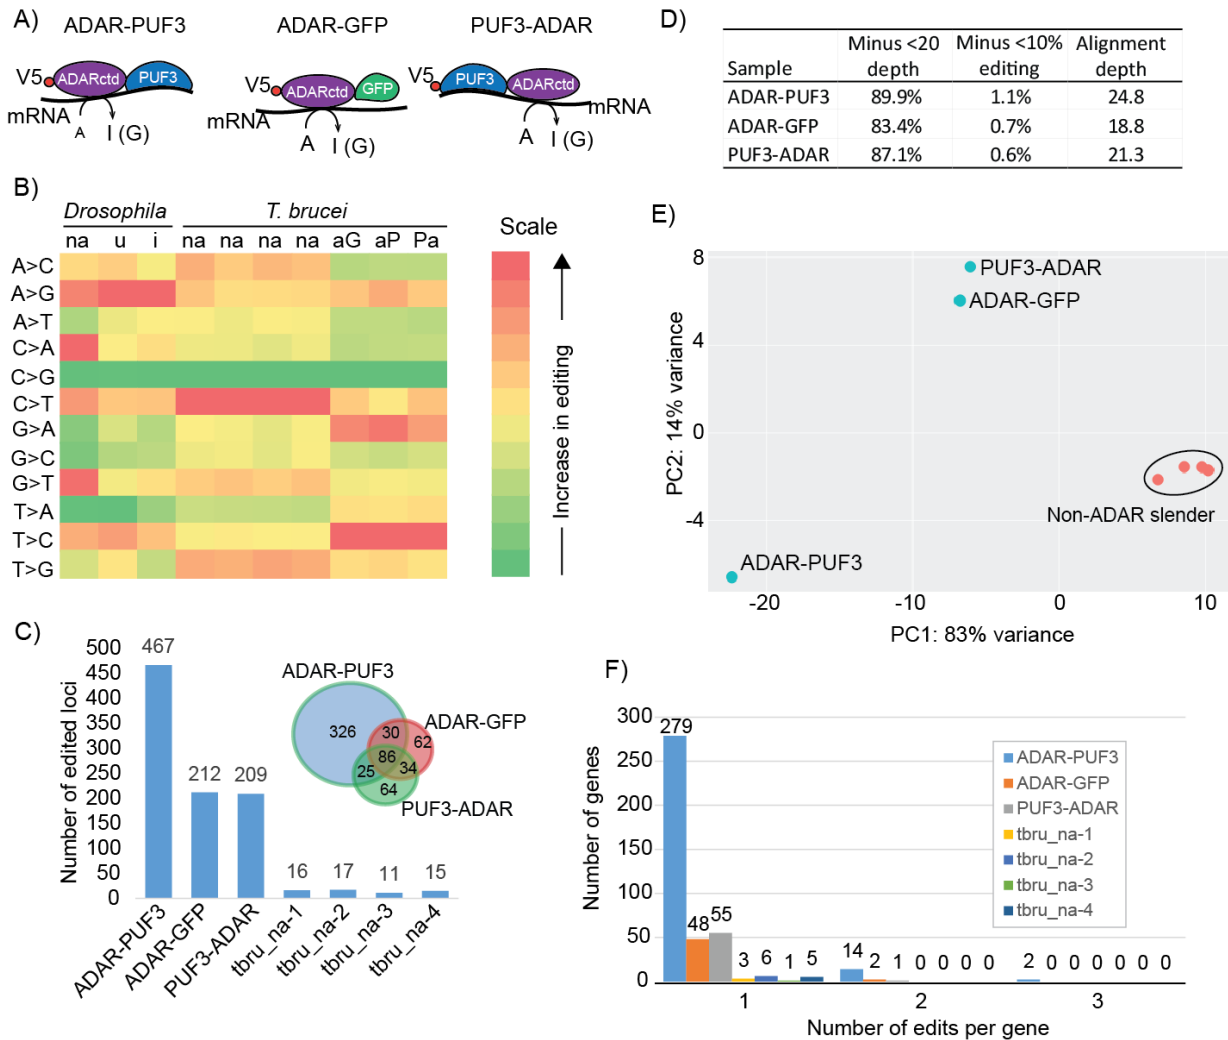 A)
ADAR-PUF3
ADAR-GFP
PUF3-ADAR
V5
ADARctd
PUF3
mRNA
A
I (G)
V5
ADARctd
GFP
mRNA
A
I (G)
V5
PUF3
ADARctd
mRNA
A
I (G)
B)
Drosophila
T. brucei
na u i na na na na aG aP Pa
A>C
A>G
A>T
C>A
C>G
C>T
G>A
G>C
G>T
T>A
T>C
T>G
Scale
Increase in editing
C)
Number of edited loci
500
450
400
350
300
250
200
150
100
50
0
467
212
209
16
17
11
15
ADAR-PUF3
ADAR-GFP
PUF3-ADAR
tbru_na-1
tbru_na-2
tbru_na-3
tbru_na-4
ADAR-PUF3
ADAR-GFP
PUF3-ADAR
326
30
62
86
25
34
64
D)
Sample Minus <20 depth Minus <10% editing Alignment depth
ADAR-PUF3 89.9% 1.1% 24.8
ADAR-GFP 83.4% 0.7% 18.8
PUF3-ADAR 87.1% 0.6% 21.3
E)
PC2: 14% variance
8
4
0
-4
PUF3-ADAR
ADAR-GFP
Non-ADAR slender
ADAR-PUF3
-20 -10 0 10
PC1: 83% variance
F)
Number of genes
300
250
200
150
100
50
0
279
48
55
3
6
1
5
14
2
1
0 0 0 0
2
0 0 0 0 0 0
ADAR-PUF3
ADAR-GFP
PUF3-ADAR
tbru_na-1
tbru_na-2
tbru_na-3
tbru_na-4
1 2 3
Number of edits per gene